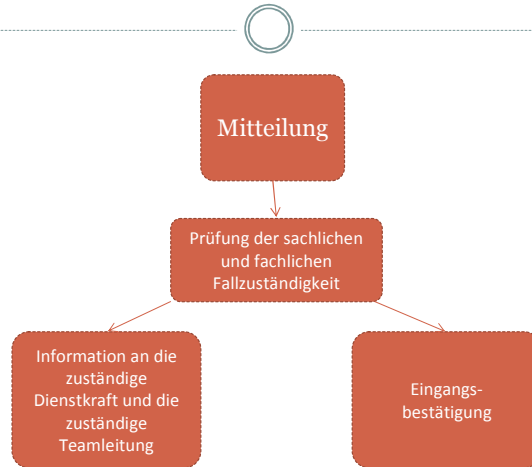 Mitteilung
Prüfung der sachlichen
und fachlichen
Fallzuständigkeit
Information an die
zuständige
Dienstkraft und die
zuständige
Teamleitung
Eingangs-
bestätigung